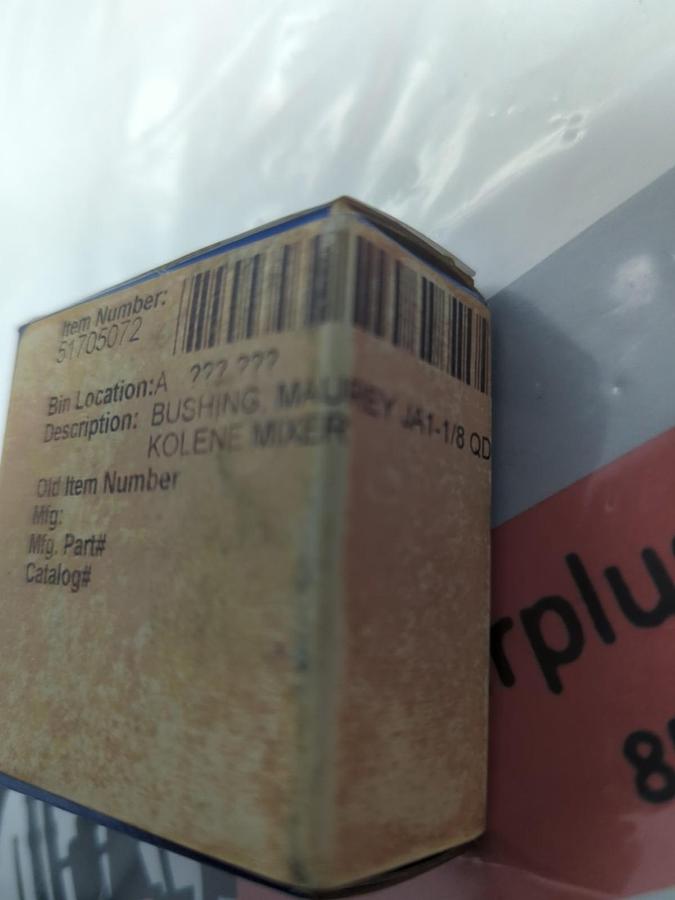 Item Number:
51705072
Bin Location:A ??? ???
Description: BUSHING, MAUREY JA1-1/8 QD
KOLENE MIXER
Old Item Number
Mfg:
Mfg. Part#
Catalog#
rplu
8